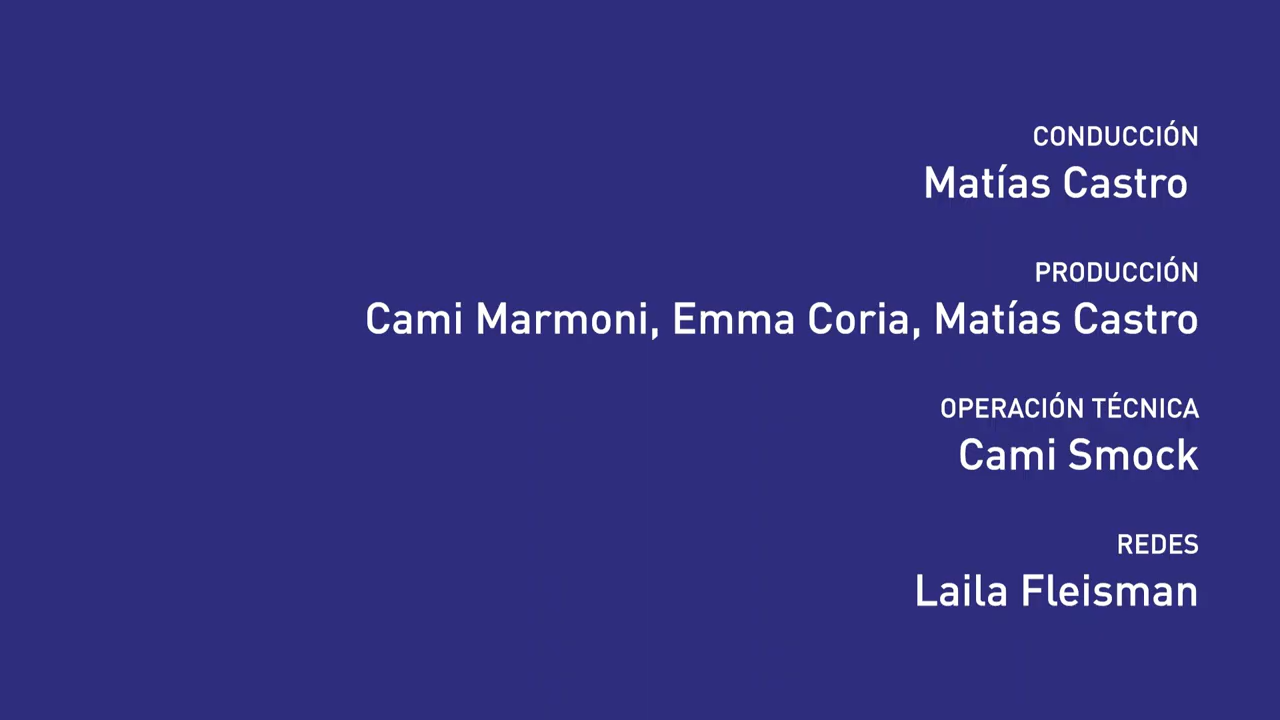 CONDUCCIÓN
Matías Castro
PRODUCCIÓN
Cami Marmoni, Emma Coria, Matías Castro
OPERACIÓN TÉCNICA
Cami Smock
REDES
Laila Fleisman